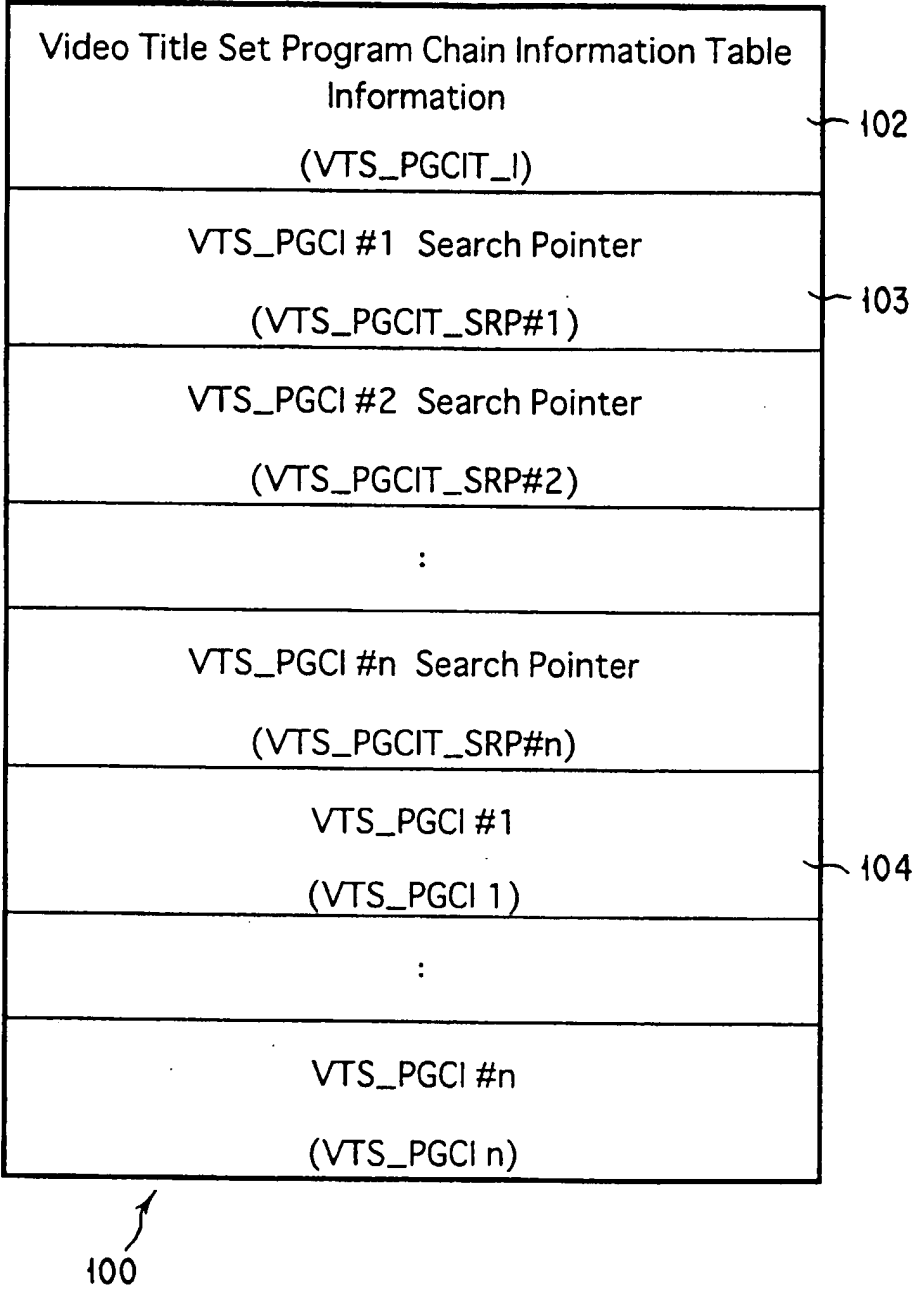 Video Title Set Program Chain Information Table
Information
(VTS_PGCIT_I)
102
VTS_PGCI #1 Search Pointer
(VTS_PGCIT_SRP#1)
103
VTS_PGCI #2 Search Pointer
(VTS_PGCIT_SRP#2)
:
VTS_PGCI #n Search Pointer
(VTS_PGCIT_SRP#n)
VTS_PGCI #1
(VTS_PGCI 1)
104
:
VTS_PGCI #n
(VTS_PGCI n)
100